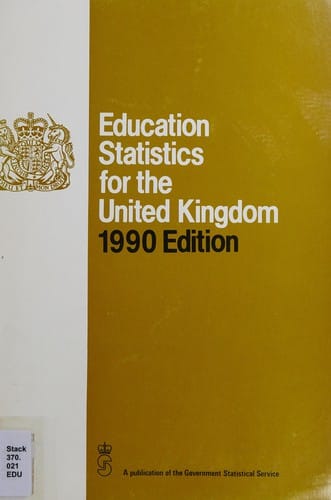 Education
Statistics
for the
United Kingdom
1990 Edition
Stack
370.
021
EDU
A publication of the Government Statistical Service